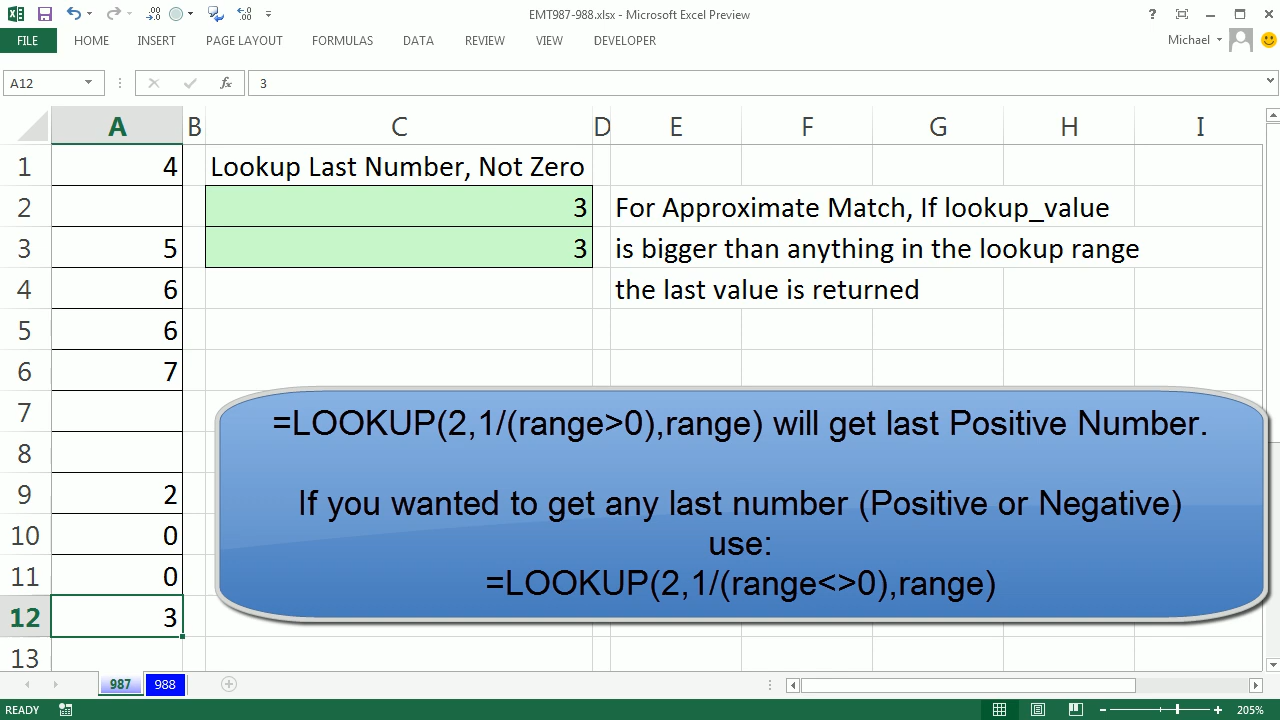 EMT987-988.xlsx - Microsoft Excel Preview
FILE HOME INSERT PAGE LAYOUT FORMULAS DATA REVIEW VIEW DEVELOPER Michael
A12 fx 3
A B C D E F G H I
1 4 Lookup Last Number, Not Zero
2 3 For Approximate Match, If lookup_value
3 5 3 is bigger than anything in the lookup range
4 6 the last value is returned
5 6
6 7
7
8
9 2
10 0
11 0
12 3
13
=LOOKUP(2,1/(range>0),range) will get last Positive Number.
If you wanted to get any last number (Positive or Negative)
use:
=LOOKUP(2,1/(range<>0),range)
987 988
READY 205%